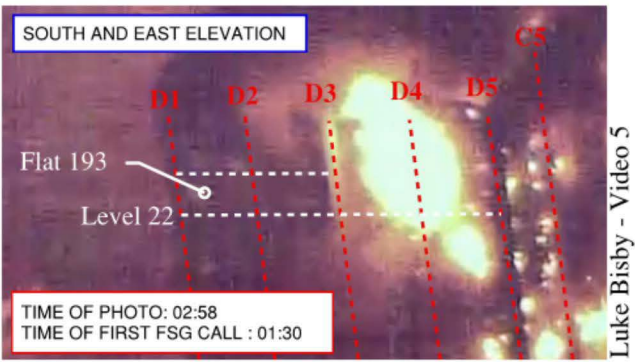 SOUTH AND EAST ELEVATION
C5
D1 D2 D3 D4 D5
Flat 193
Level 22
TIME OF PHOTO: 02:58
TIME OF FIRST FSG CALL : 01:30
Luke Bisby - Video 5